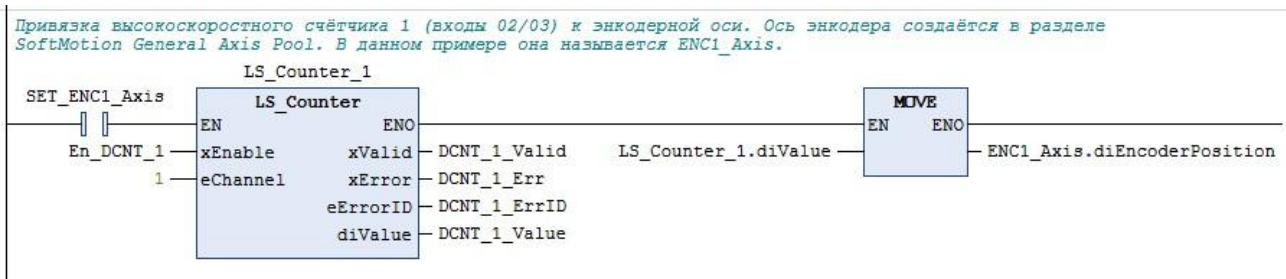 Привязка высокоскоростного счётчика 1 (входы 02/03) к энкодерной оси. Ось энкодера создаётся в разделе
SoftMotion General Axis Pool. В данном примере она называется ENC1_Axis.
LS_Counter_1
SET_ENC1_Axis LS_Counter MOVE
EN ENO EN ENO
En_DCNT_1 xEnable xValid DCNT_1_Valid LS_Counter_1.diValue ENC1_Axis.diEncoderPosition
1 eChannel xError DCNT_1_Err
eErrorID DCNT_1_ErrID
diValue DCNT_1_Value